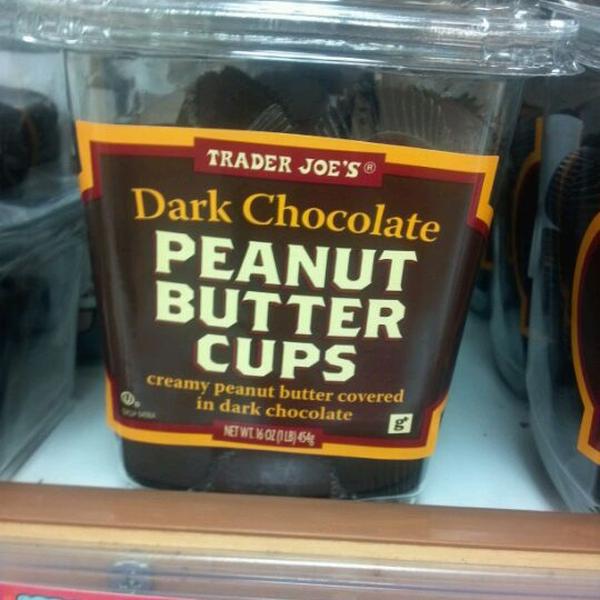 TRADER JOE'S®
Dark Chocolate
PEANUT
BUTTER
CUPS
creamy peanut butter covered
in dark chocolate
g
NET WT. 16 OZ (1 LB) 454g